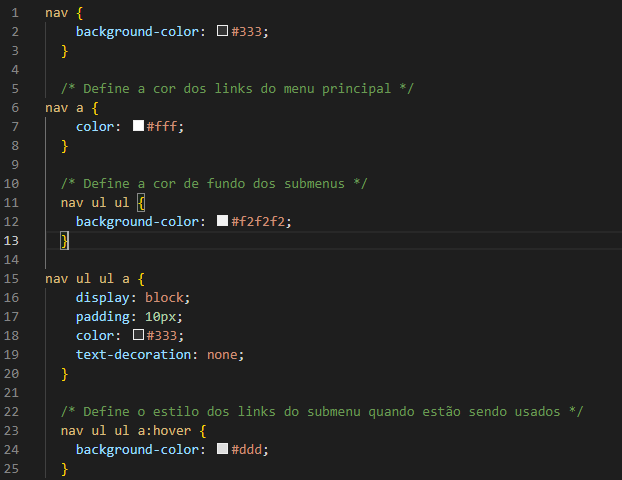 1 nav {
2 background-color: #333;
3 }
4
5 /* Define a cor dos links do menu principal */
6 nav a {
7 color: #fff;
8 }
9
10 /* Define a cor de fundo dos submenus */
11 nav ul ul {
12 background-color: #f2f2f2;
13 }
14
15 nav ul ul a {
16 display: block;
17 padding: 10px;
18 color: #333;
19 text-decoration: none;
20 }
21
22 /* Define o estilo dos links do submenu quando estão sendo usados */
23 nav ul ul a:hover {
24 background-color: #ddd;
25 }